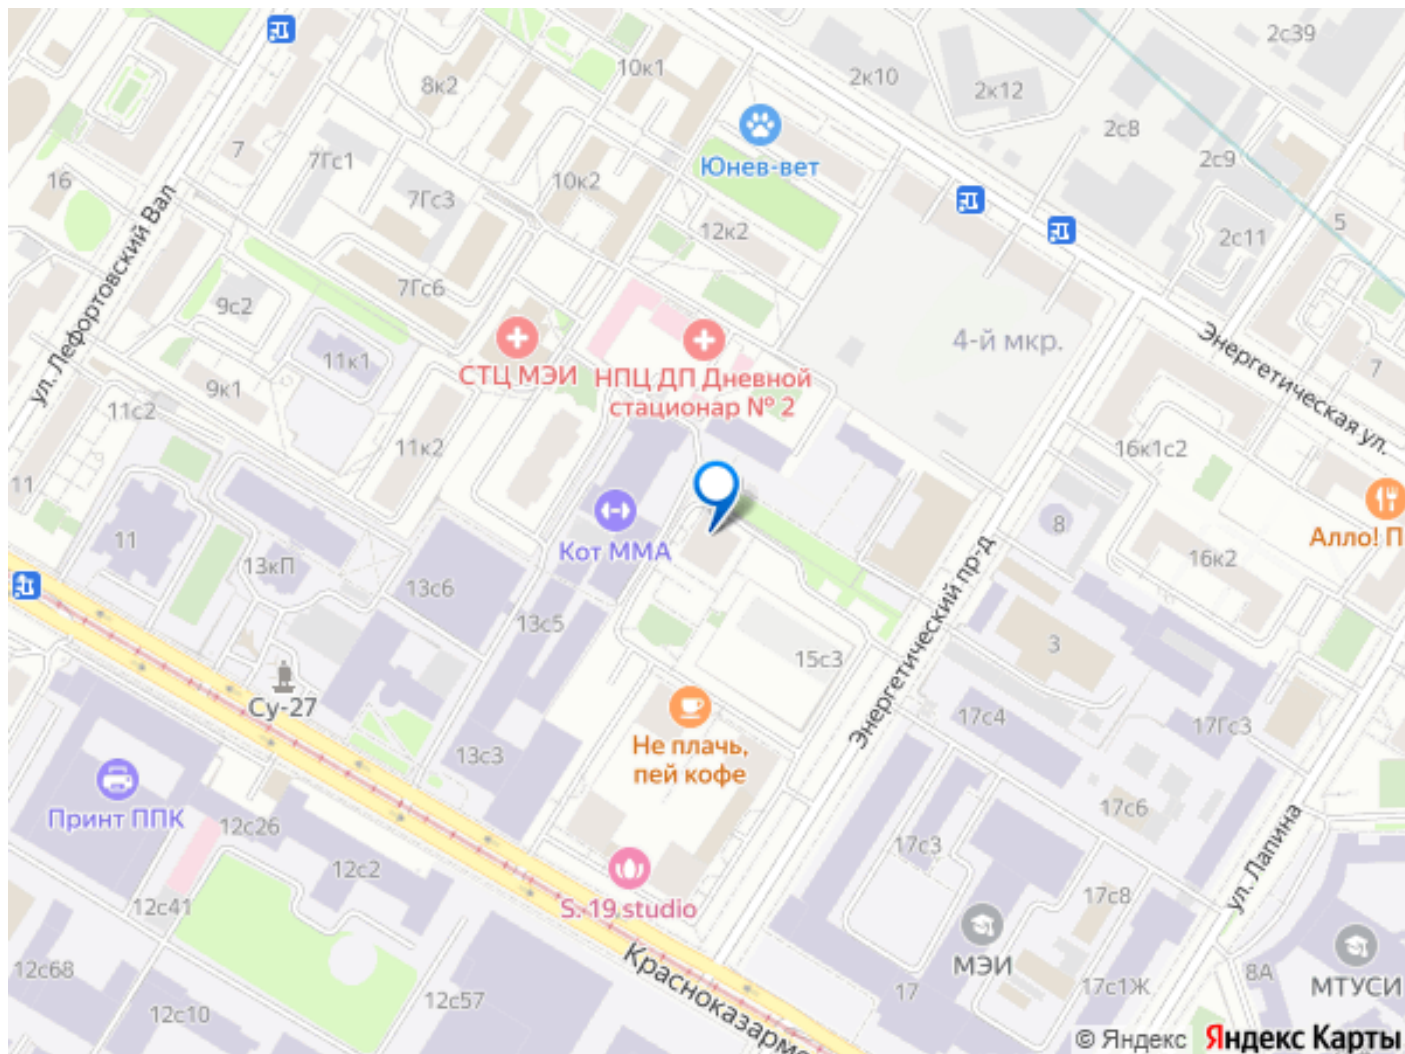 2с39
10к1
8к2
2к10
2к12
2с8
2с9
7
7Гс1
Юнев-вет
16
10к2
7Гс3
12к2
2с11
5
ул. Лефортовский Вал
7Гс6
9с2
4-й мкр.
Энергетическая ул.
11к1
СТЦ МЭИ
НПЦ ДП Дневной
стационар № 2
7
9к1
11с2
11к2
16к1с2
11
11
Кот ММА
8
Алло! П
13кП
13с6
16к2
13с5
Энергетический пр-д
3
15с3
Су-27
17с4
17Гс3
Не плачь,
пей кофе
13с3
Принт ППК
12с26
17с6
17с3
ул. Лапина
12с2
17с8
12с41
S.-19 studio
МЭИ
12с68
Красноказарме
8А
МТУСИ
12с57
17
17с1Ж
12с10
© Яндекс Яндекс Карты